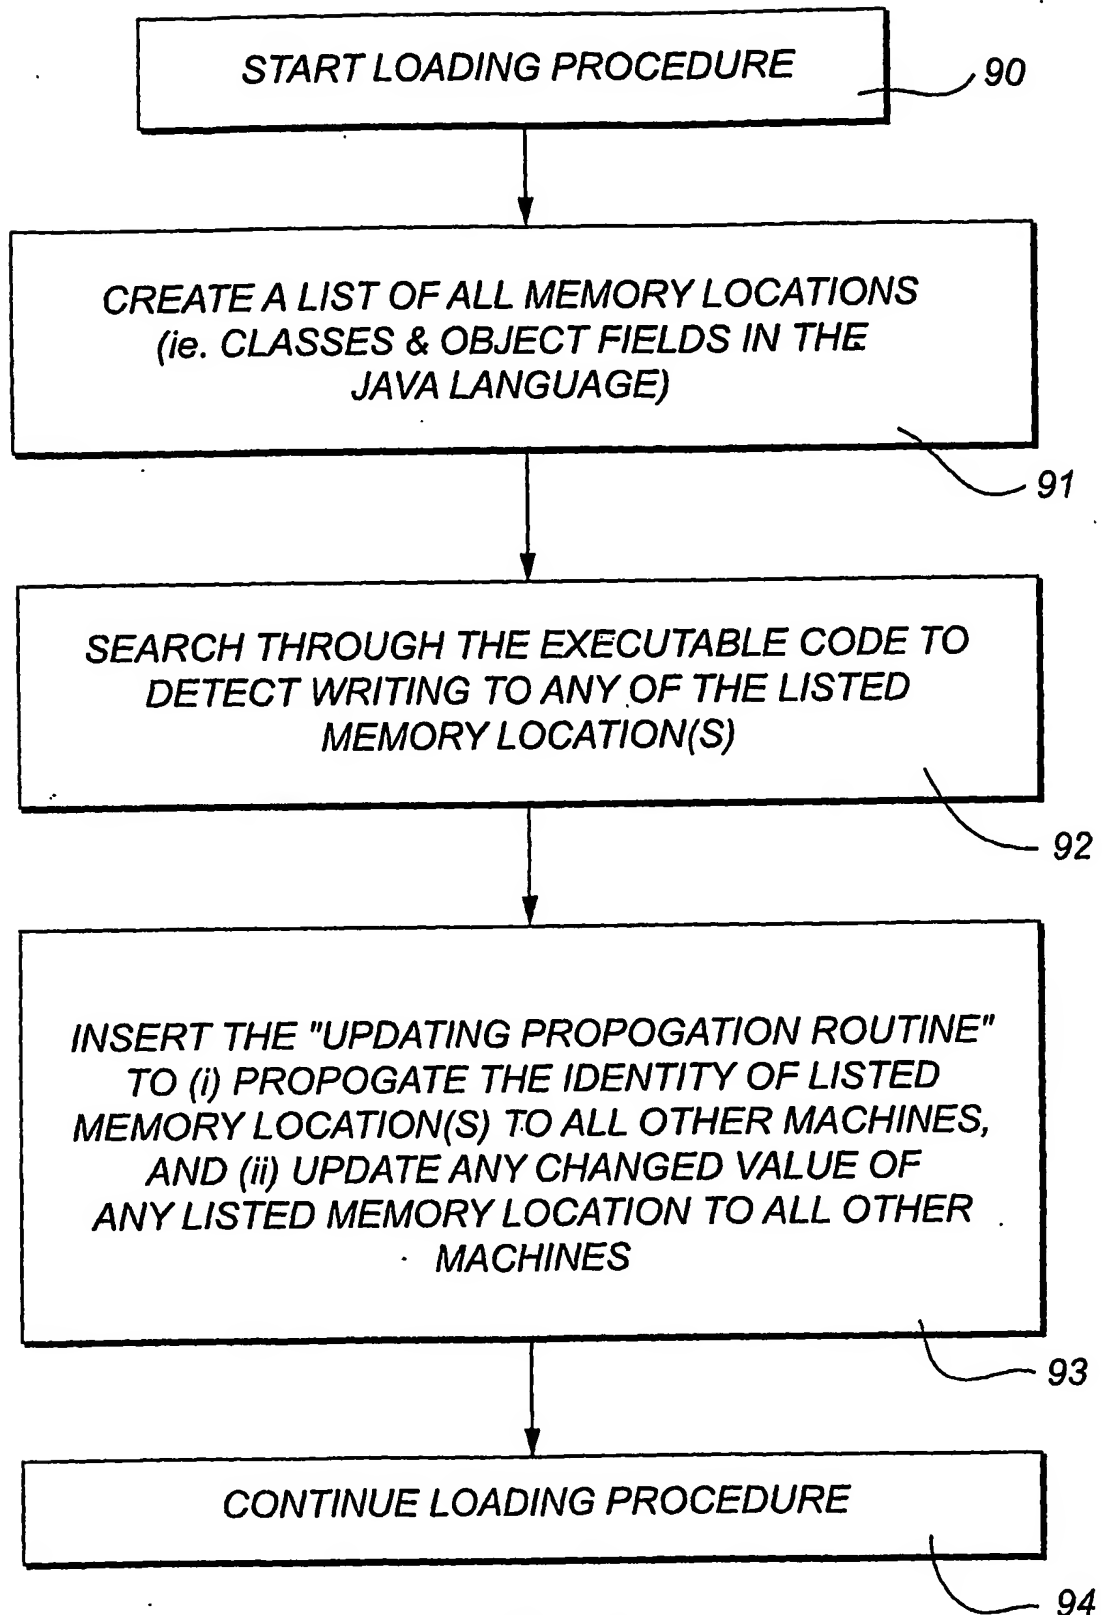 START LOADING PROCEDURE
90
CREATE A LIST OF ALL MEMORY LOCATIONS
(ie. CLASSES & OBJECT FIELDS IN THE
JAVA LANGUAGE)
91
SEARCH THROUGH THE EXECUTABLE CODE TO
DETECT WRITING TO ANY OF THE LISTED
MEMORY LOCATION(S)
92
INSERT THE "UPDATING PROPOGATION ROUTINE"
TO (i) PROPOGATE THE IDENTITY OF LISTED
MEMORY LOCATION(S) TO ALL OTHER MACHINES,
AND (ii) UPDATE ANY CHANGED VALUE OF
ANY LISTED MEMORY LOCATION TO ALL OTHER
MACHINES
93
CONTINUE LOADING PROCEDURE
94